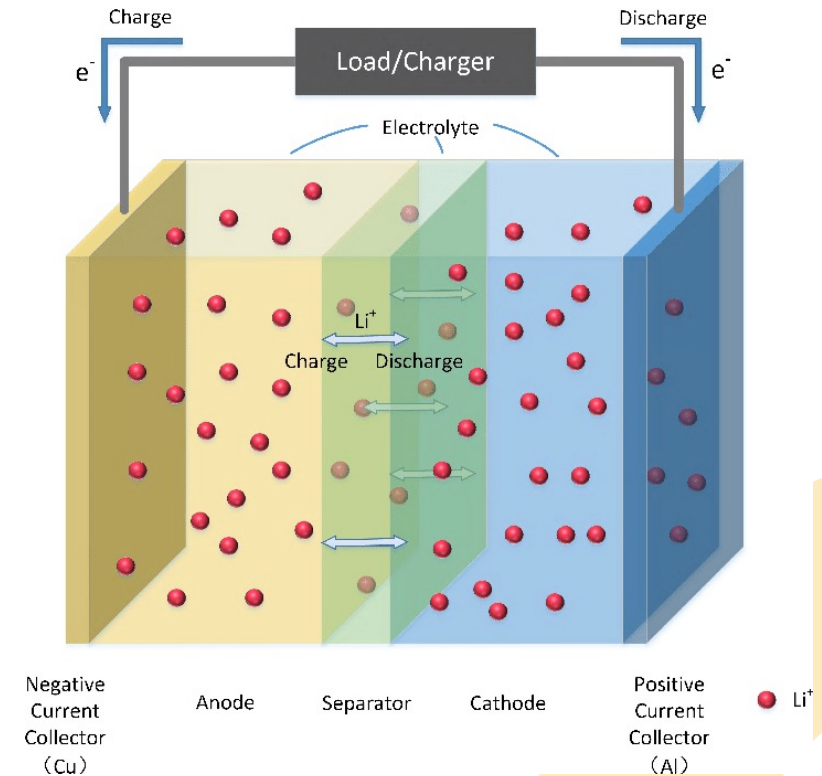 Charge
Discharge
e-
Load/Charger
e-
Electrolyte
Li+
Charge Discharge
Negative
Current
Collector
（Cu）
Anode
Separator
Cathode
Positive
Current
Collector
（Al）
Li+